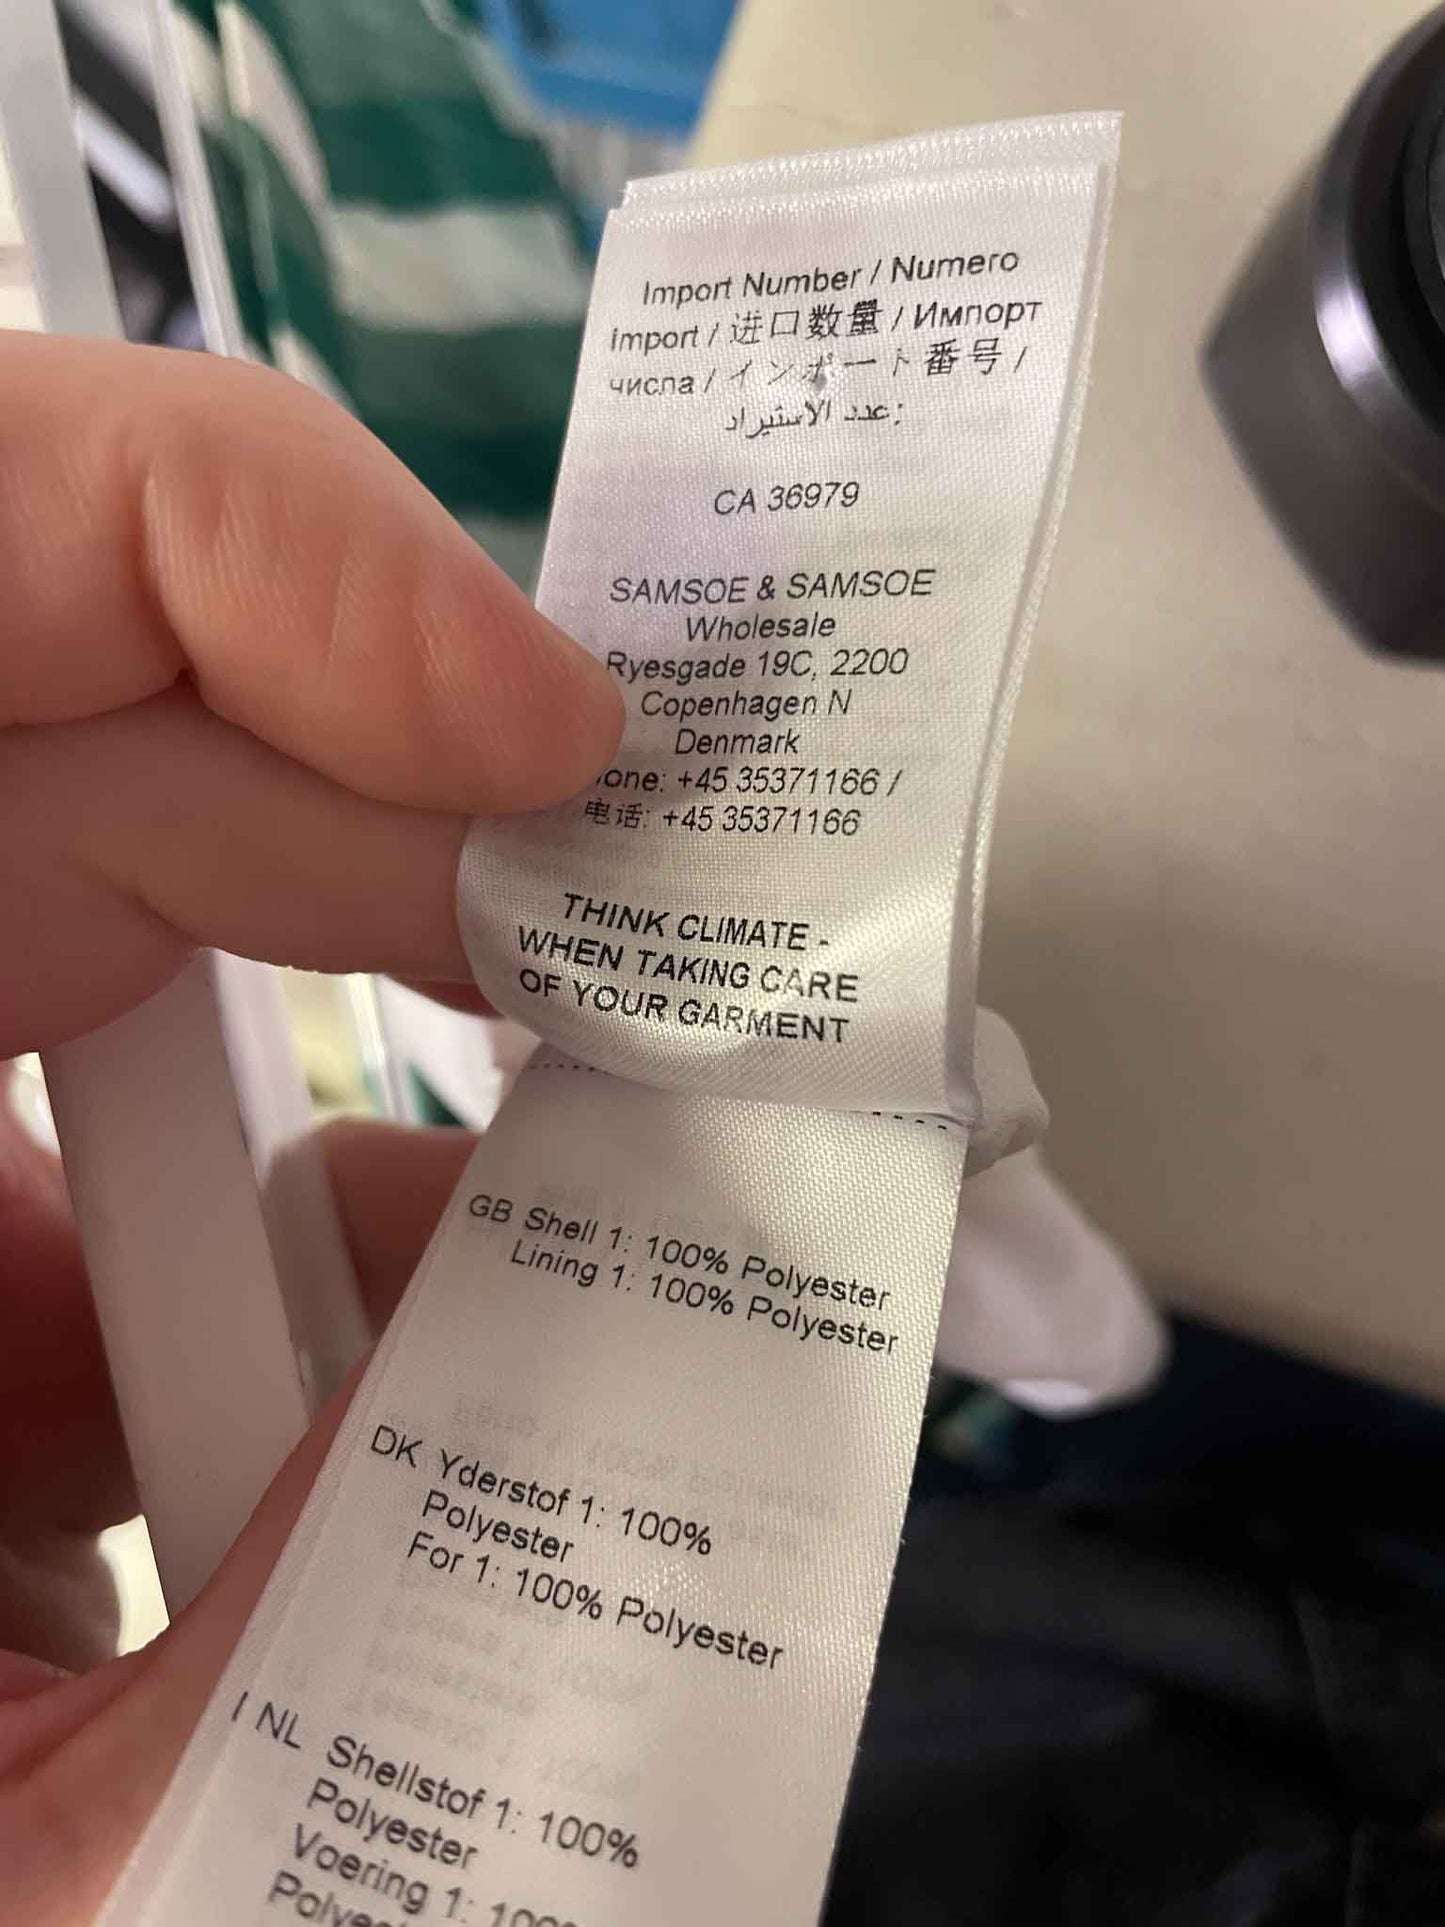 Import Number / Numero
Import / 进口数量 / Импорт
числа / インポート番号 /
عدد الاستيراد:
CA 36979
SAMSOE & SAMSOE
Wholesale
Ryesgade 19C, 2200
Copenhagen N
Denmark
one: +45 35371166 /
电话: +45 35371166
THINK CLIMATE -
WHEN TAKING CARE
OF YOUR GARMENT
GB Shell 1: 100% Polyester
Lining 1: 100% Polyester
DK Yderstof 1: 100%
Polyester
For 1: 100% Polyester
NL Shellstof 1: 100%
Polyester
Voering 1: 100%